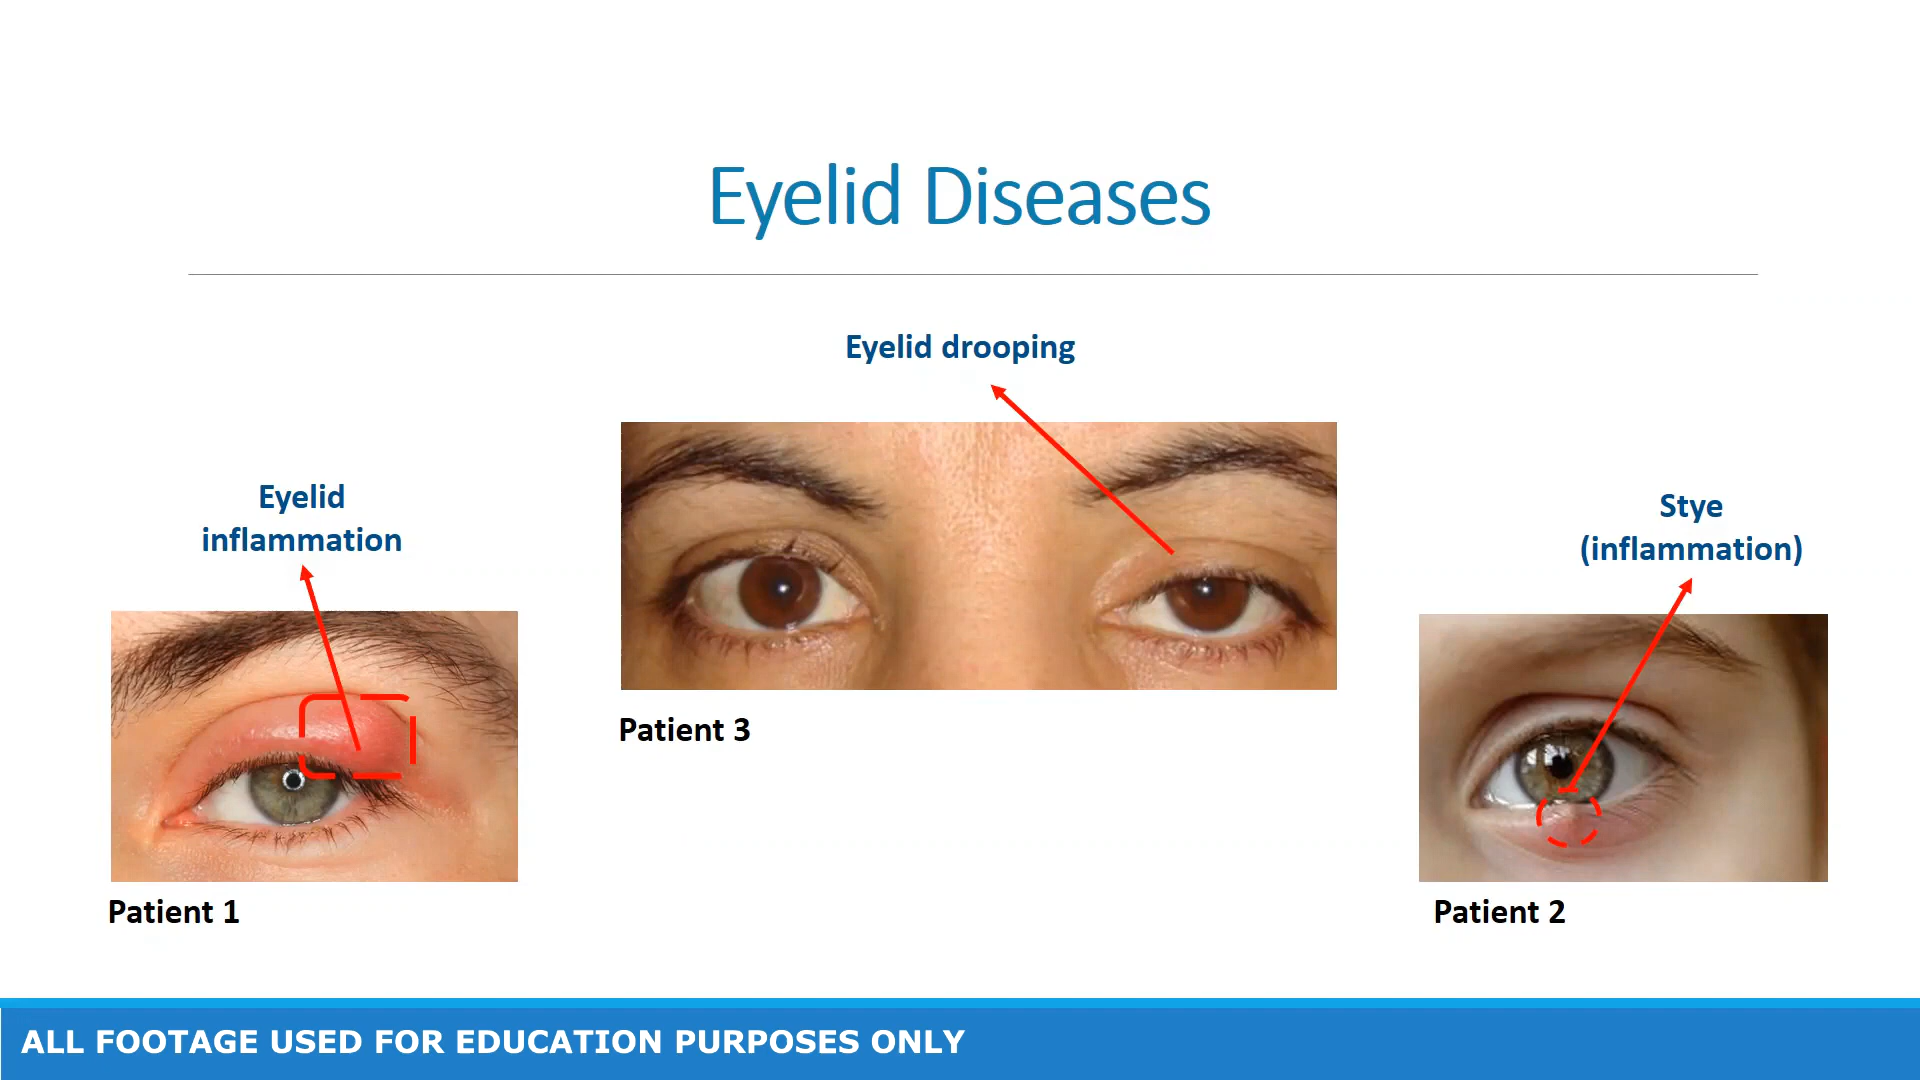 Eyelid Diseases
Eyelid drooping
Eyelid
inflammation
Stye
(inflammation)
Patient 3
Patient 1
Patient 2
ALL FOOTAGE USED FOR EDUCATION PURPOSES ONLY